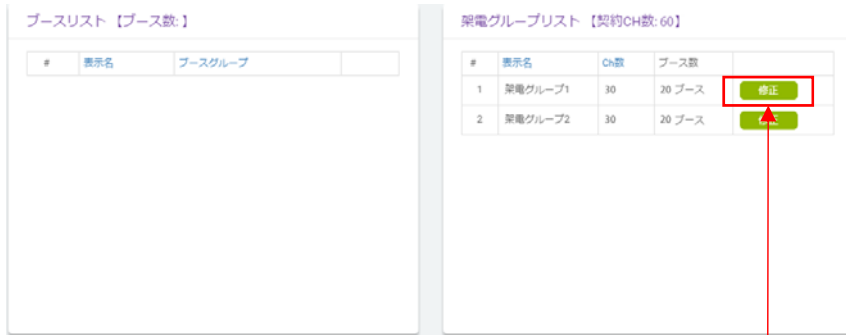 ブースリスト 【ブース数: 】
# 表示名 ブースグループ
架電グループリスト 【契約CH数: 60】
# 表示名 Ch数 ブース数
1 架電グループ1 30 20 ブース 修正
2 架電グループ2 30 20 ブース 修正